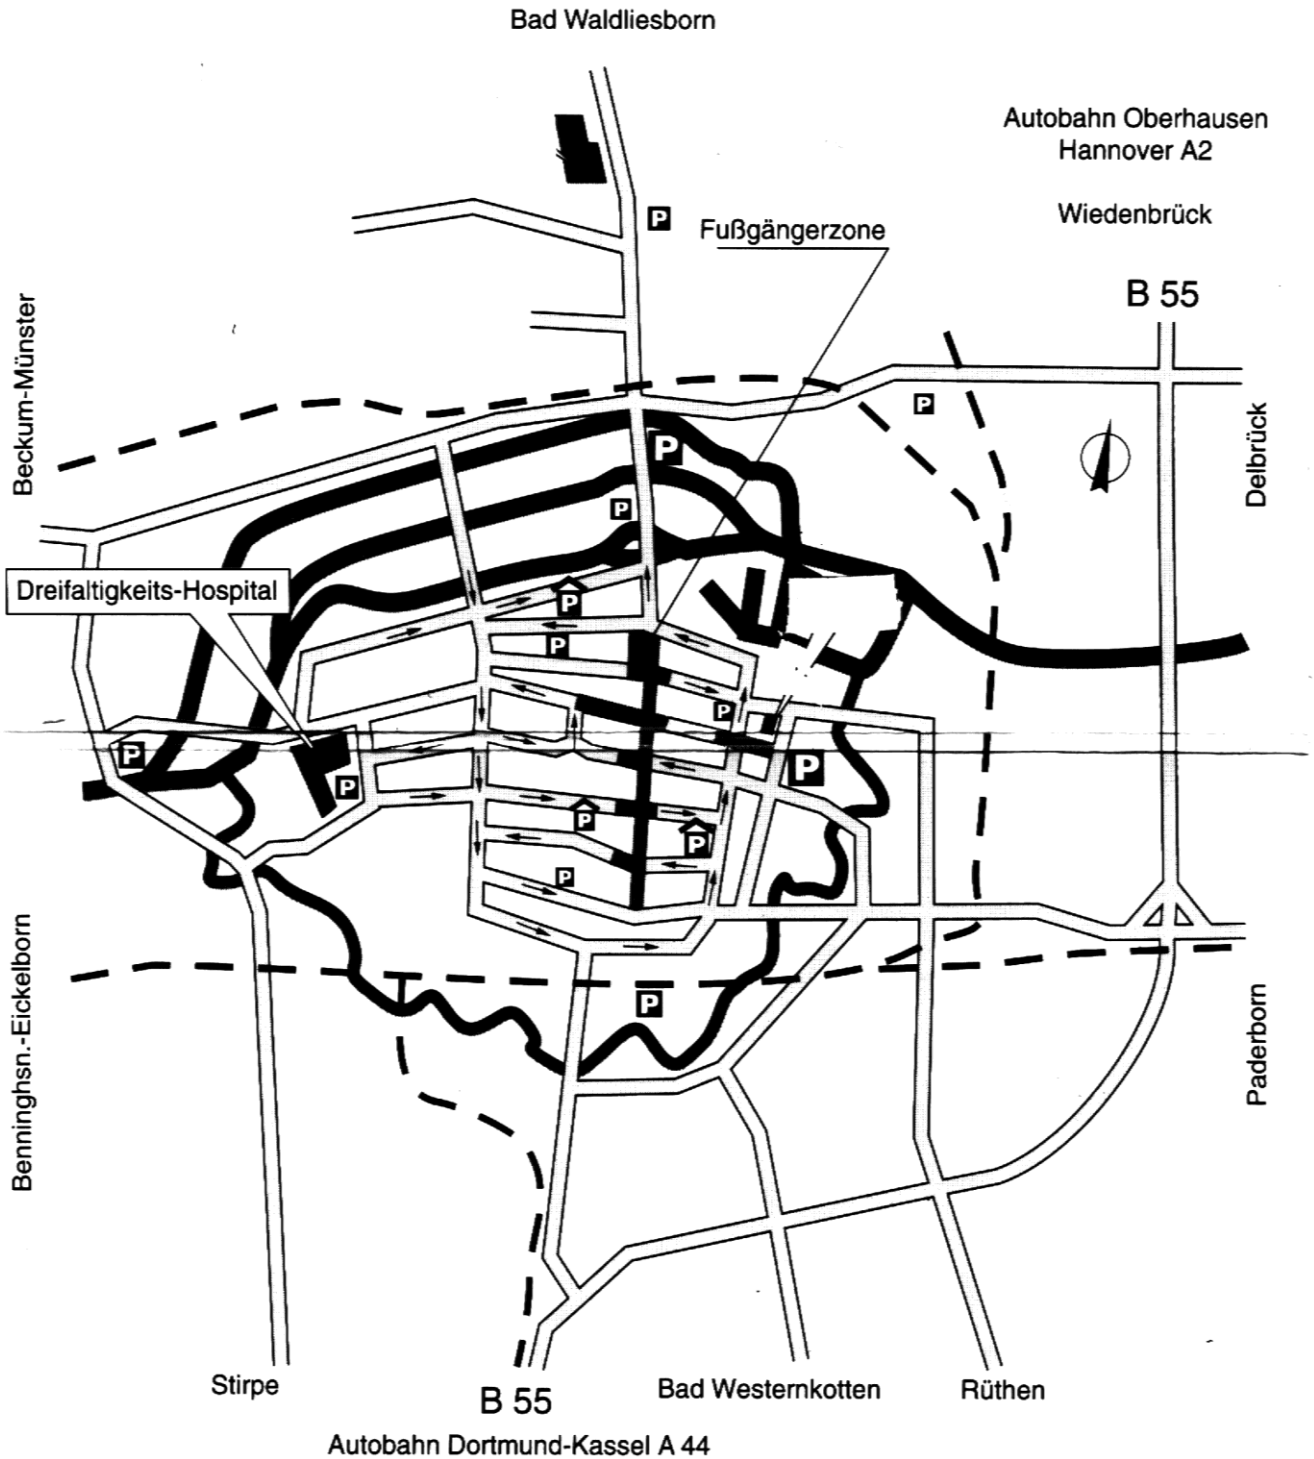 Bad Waldliesborn
Autobahn Oberhausen
Hannover A2
Wiedenbrück
P
Fußgängerzone
B 55
Beckum-Münster
P
Delbrück
P
P
Dreifaltigkeits-Hospital
P
P
P
P
P
P
P
P
P
P
Benninghsn.-Eickelborn
P
Paderborn
Stirpe
B 55
Bad Westernkotten
Rüthen
Autobahn Dortmund-Kassel A 44